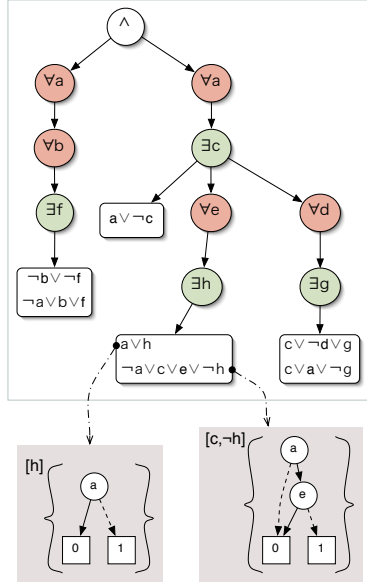 ∧
∀a
∀a
∀b
∃c
∃f
a∨¬c
∀e
∀d
¬b∨¬f
¬a∨b∨f
∃h
∃g
a∨h
¬a∨c∨e∨¬h
c∨¬d∨g
c∨a∨¬g
[h]
a
0
1
[c,¬h]
a
e
0
1